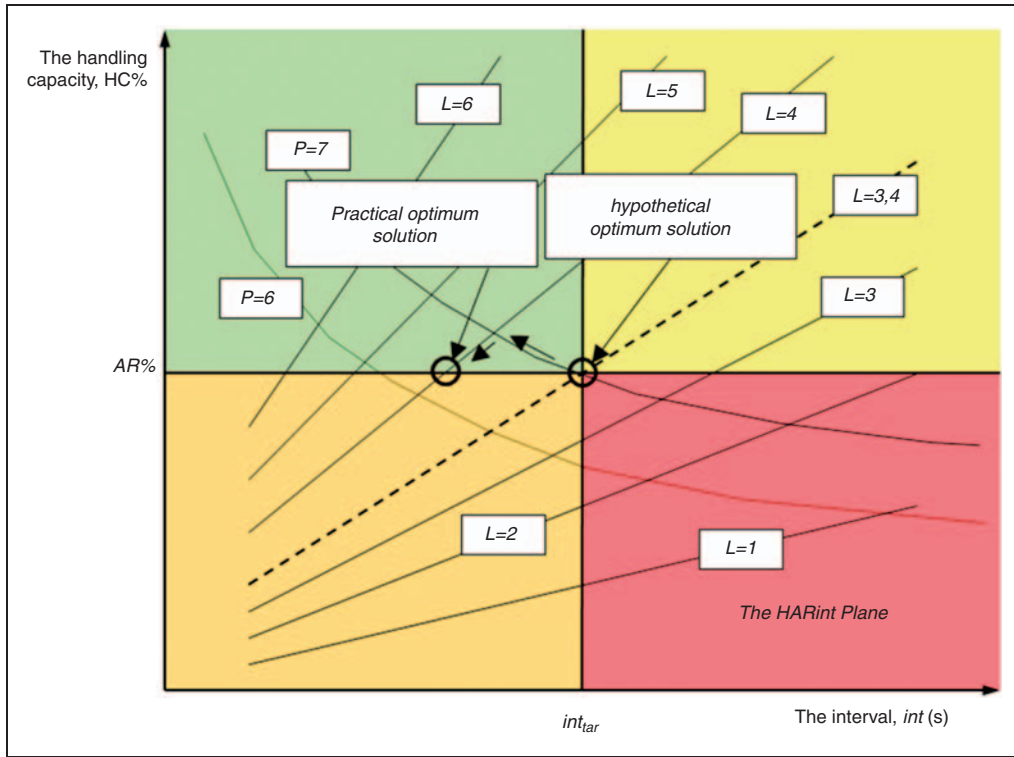 The handling
capacity, HC%
L=6
L=5
L=4
P=7
Practical optimum
solution
hypothetical
optimum solution
L=3,4
P=6
L=3
AR%
L=2
L=1
The HARint Plane
int_tar
The interval, int (s)